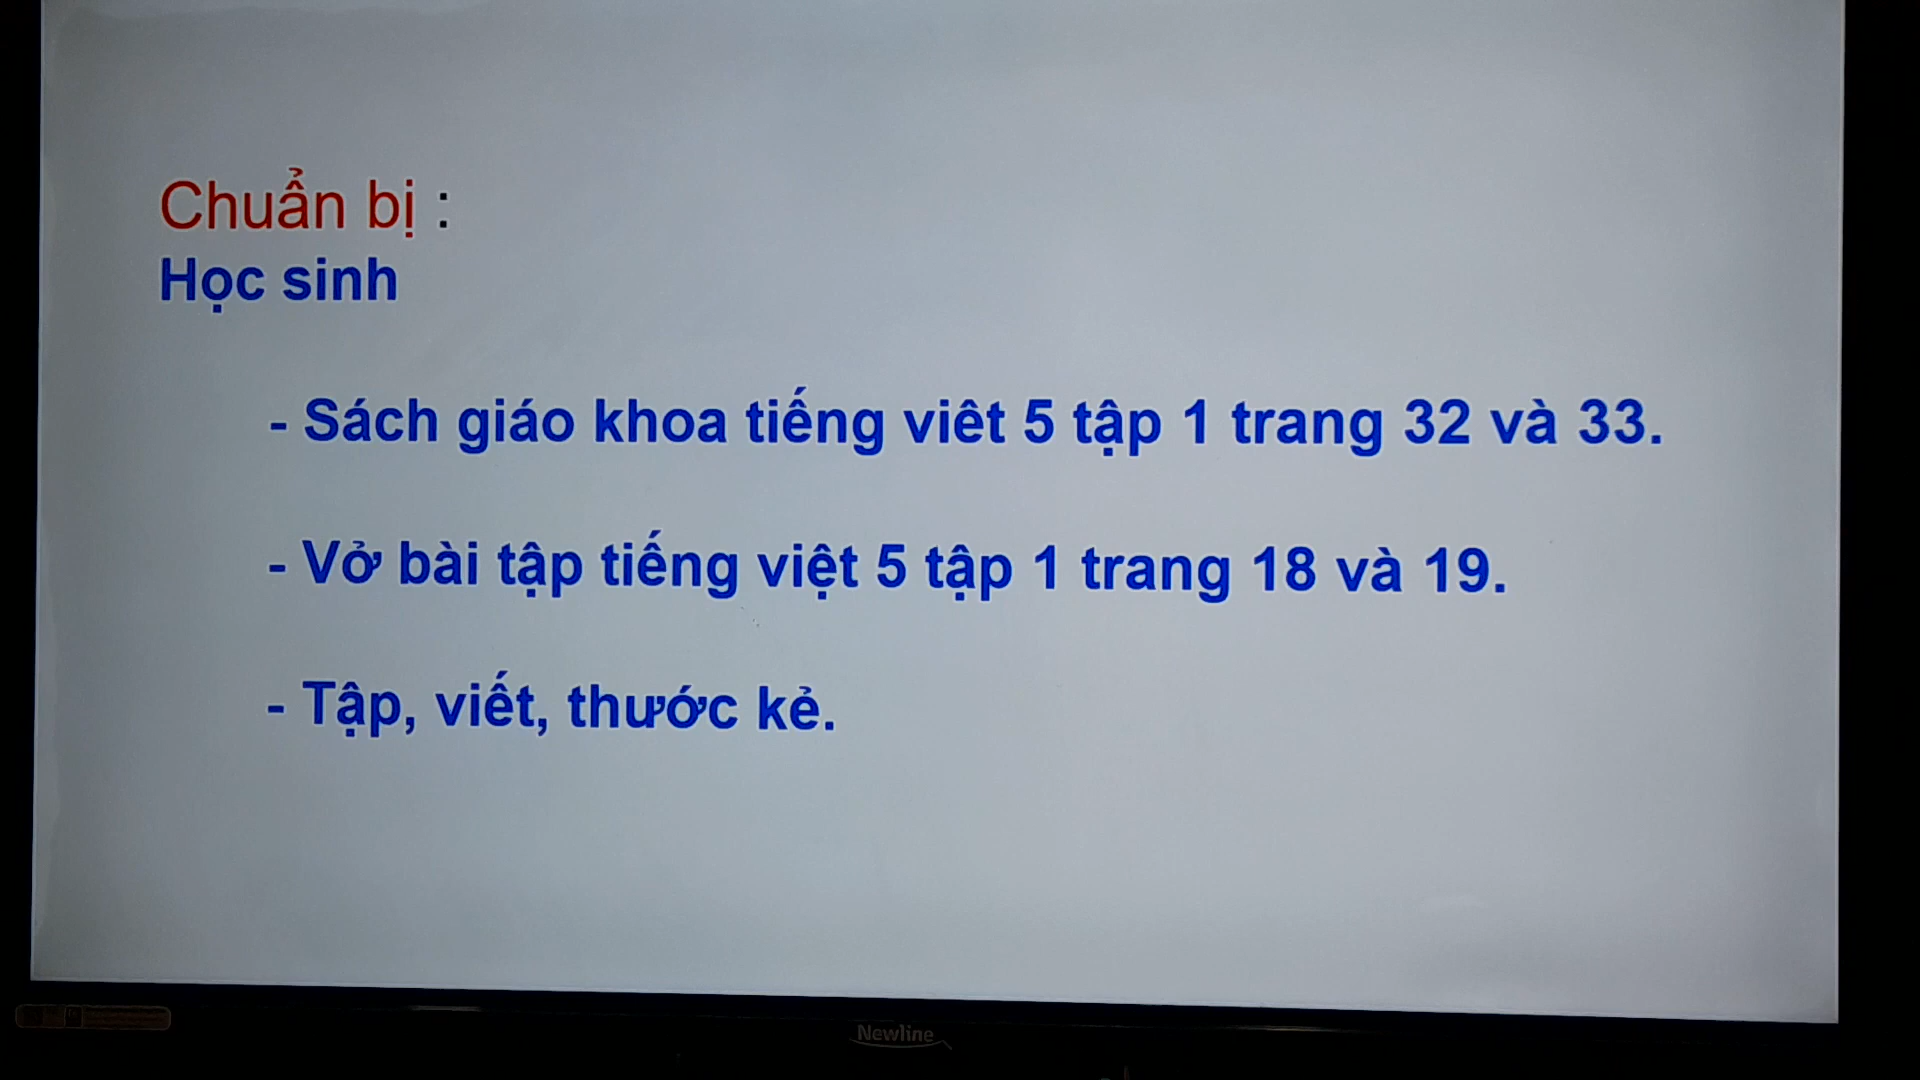 Chuẩn bị :
Học sinh
- Sách giáo khoa tiếng viêt 5 tập 1 trang 32 và 33.
- Vở bài tập tiếng việt 5 tập 1 trang 18 và 19.
- Tập, viết, thước kẻ.
Newline